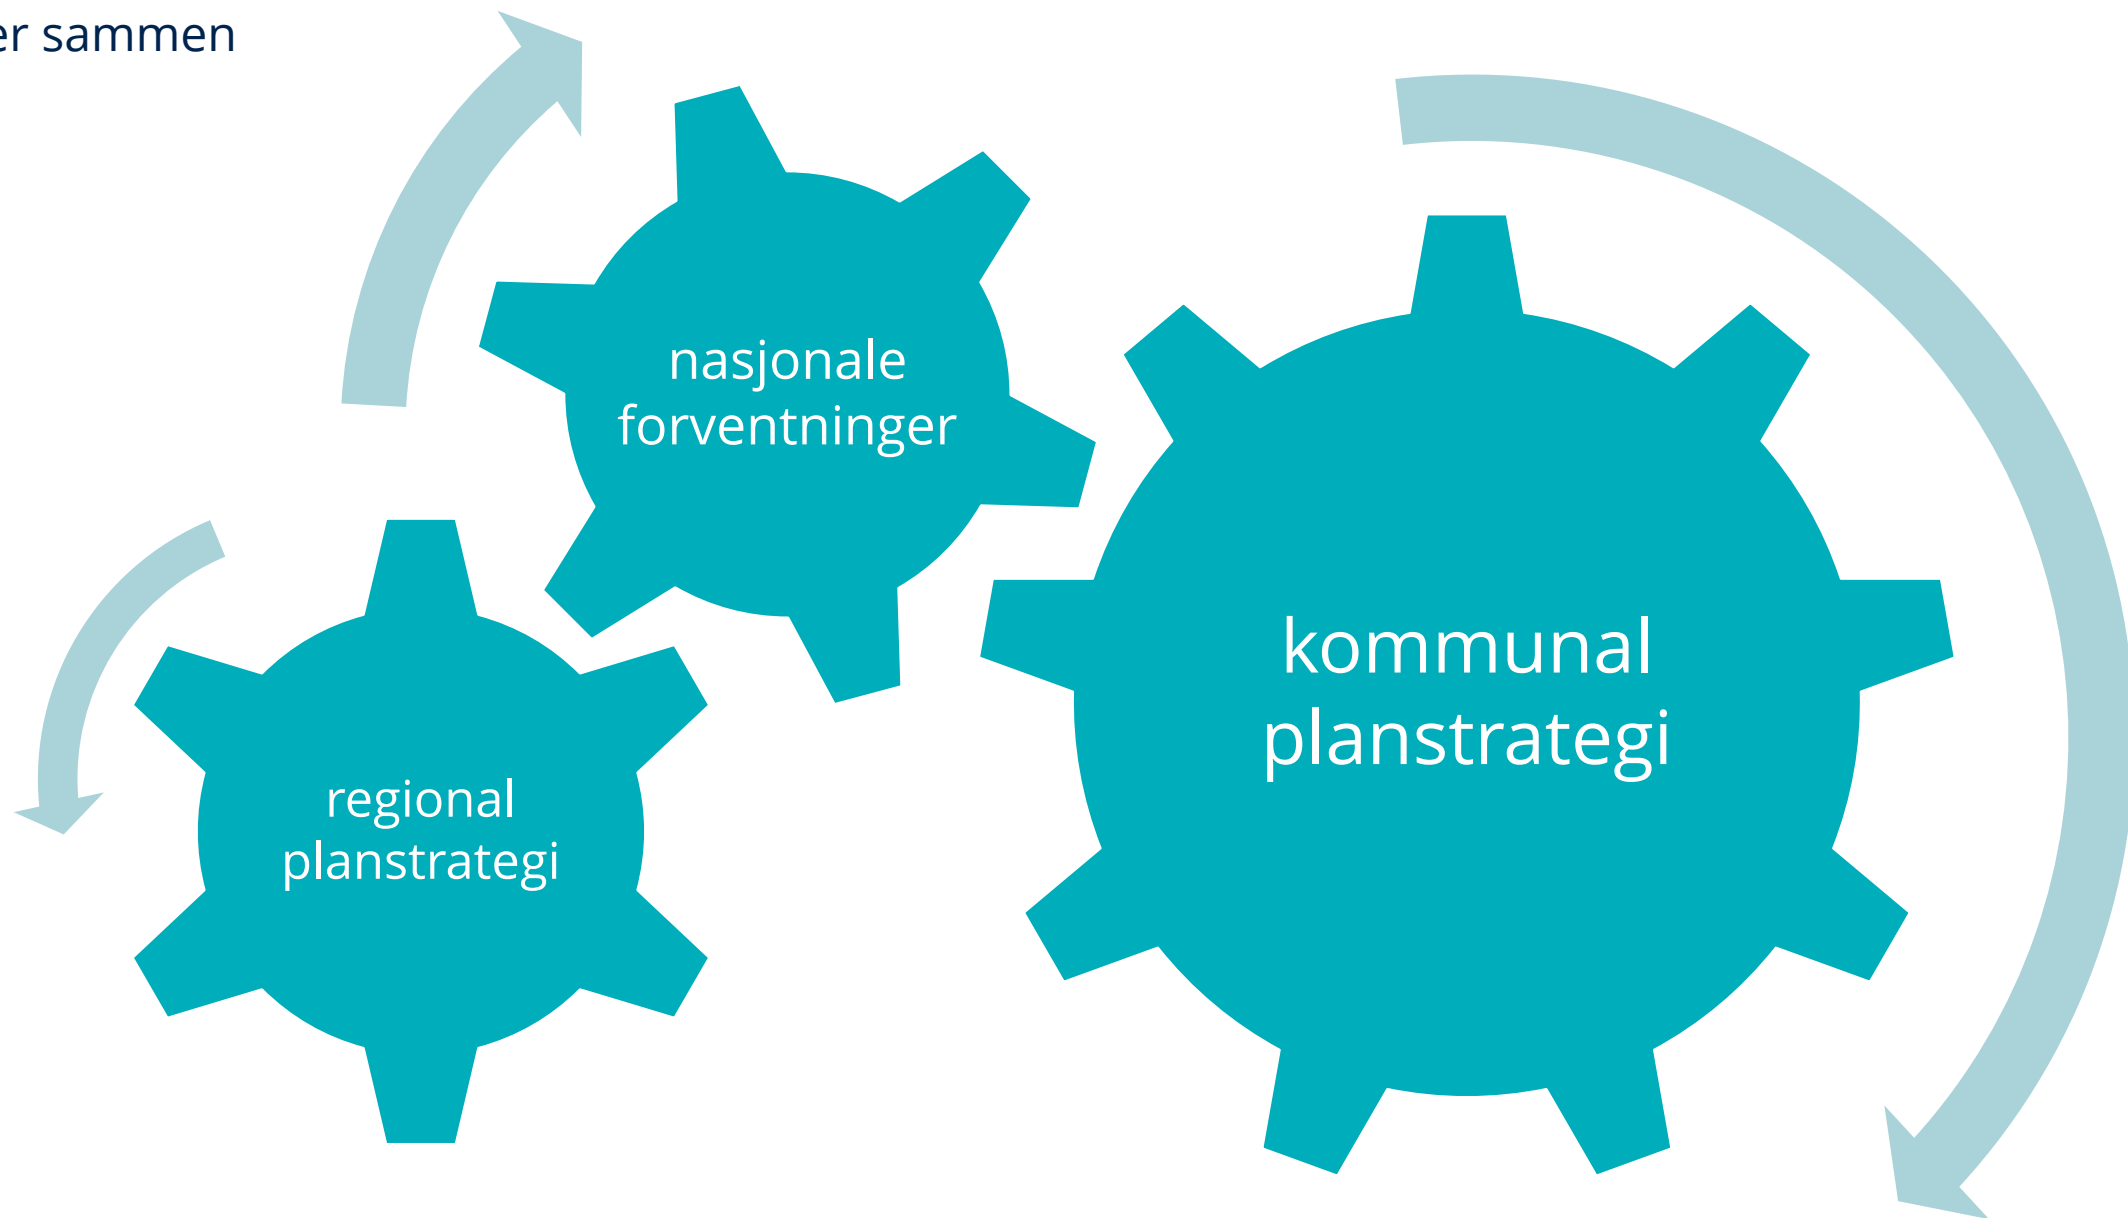 er sammen
nasjonale
forventninger
kommunal
planstrategi
regional
planstrategi